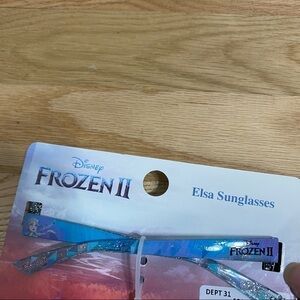 Disney
FROZEN II
Elsa Sunglasses
Disney
FROZEN II
DEPT 31